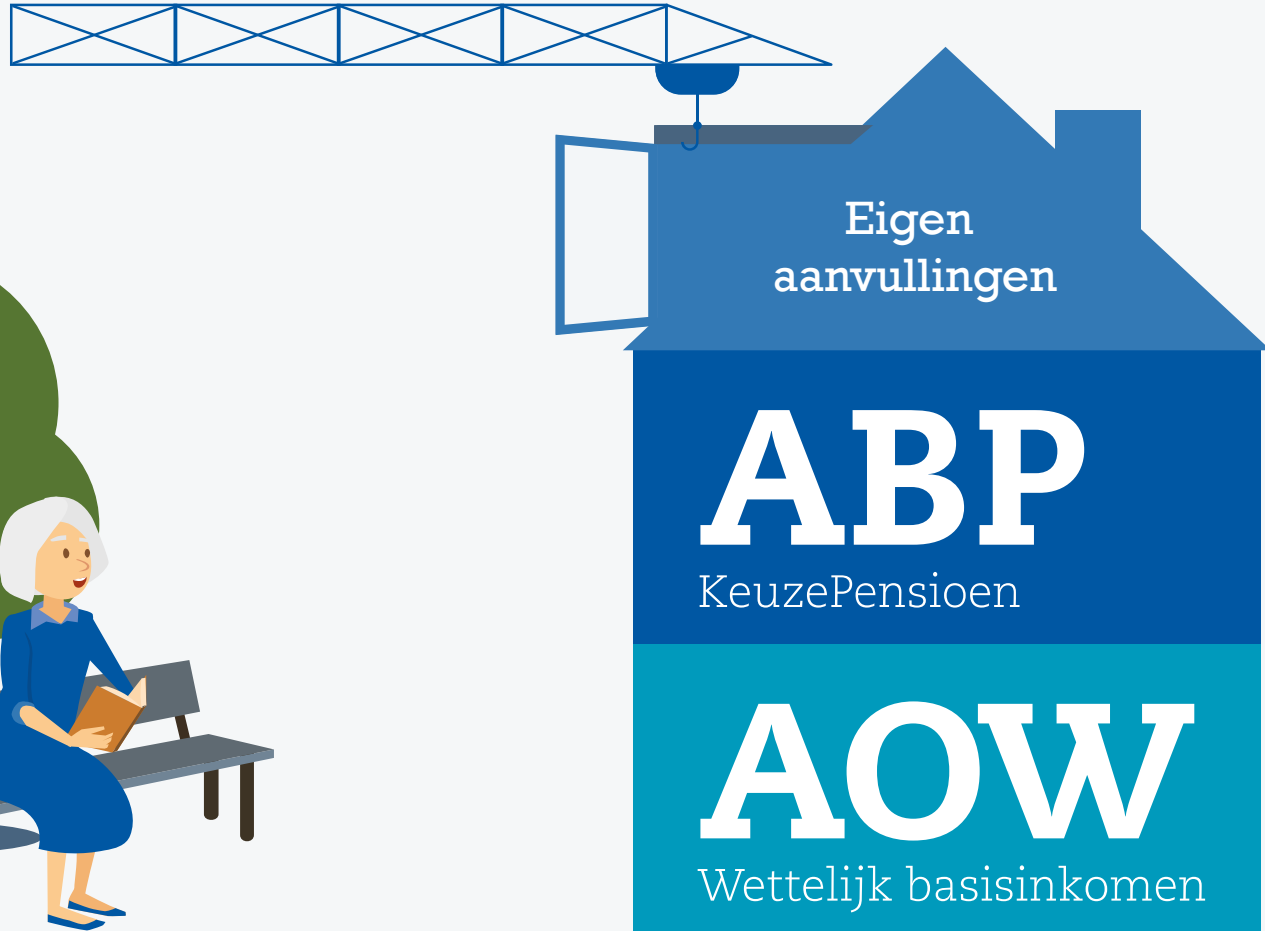 Eigen
aanvullingen
ABP
KeuzePensioen
AOW
Wettelijk basisinkomen